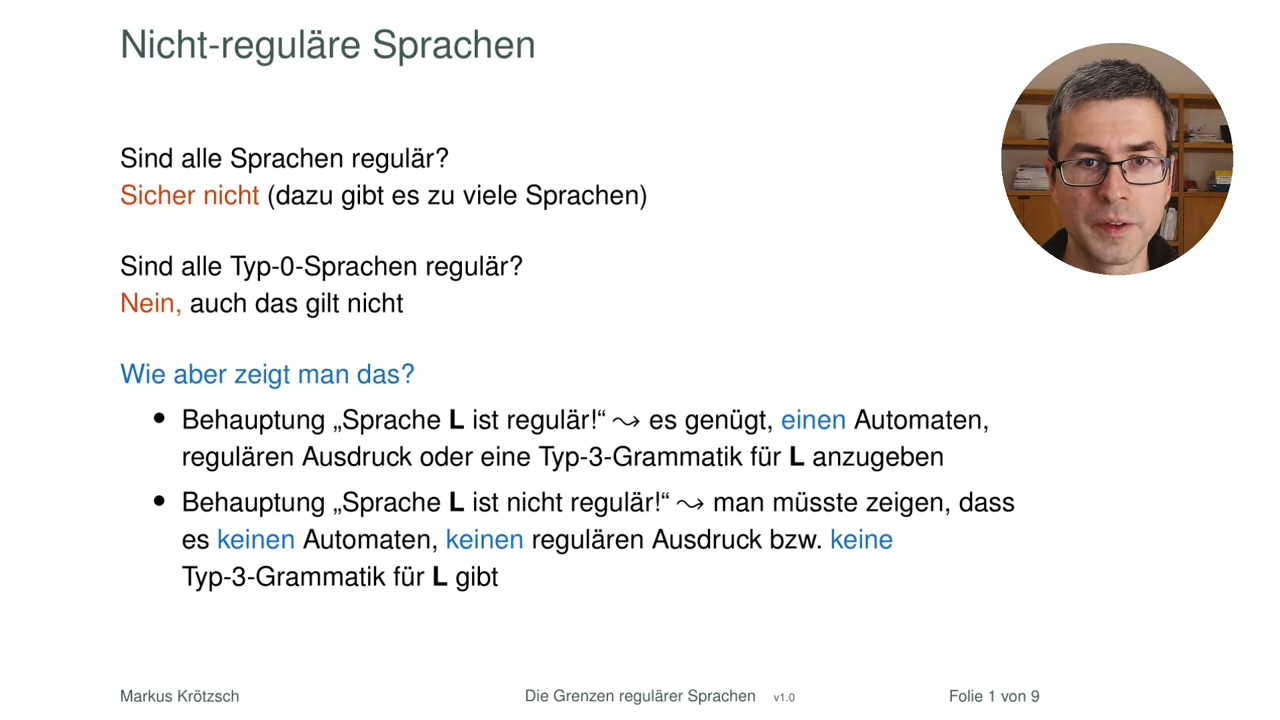 Nicht-reguläre Sprachen
Sind alle Sprachen regulär?
Sicher nicht (dazu gibt es zu viele Sprachen)
Sind alle Typ-0-Sprachen regulär?
Nein, auch das gilt nicht
Wie aber zeigt man das?
• Behauptung „Sprache L ist regulär!“ ⤳ es genügt, einen Automaten,
regulären Ausdruck oder eine Typ-3-Grammatik für L anzugeben
• Behauptung „Sprache L ist nicht regulär!“ ⤳ man müsste zeigen, dass
es keinen Automaten, keinen regulären Ausdruck bzw. keine
Typ-3-Grammatik für L gibt
Markus Krötzsch Die Grenzen regulärer Sprachen v1.0 Folie 1 von 9